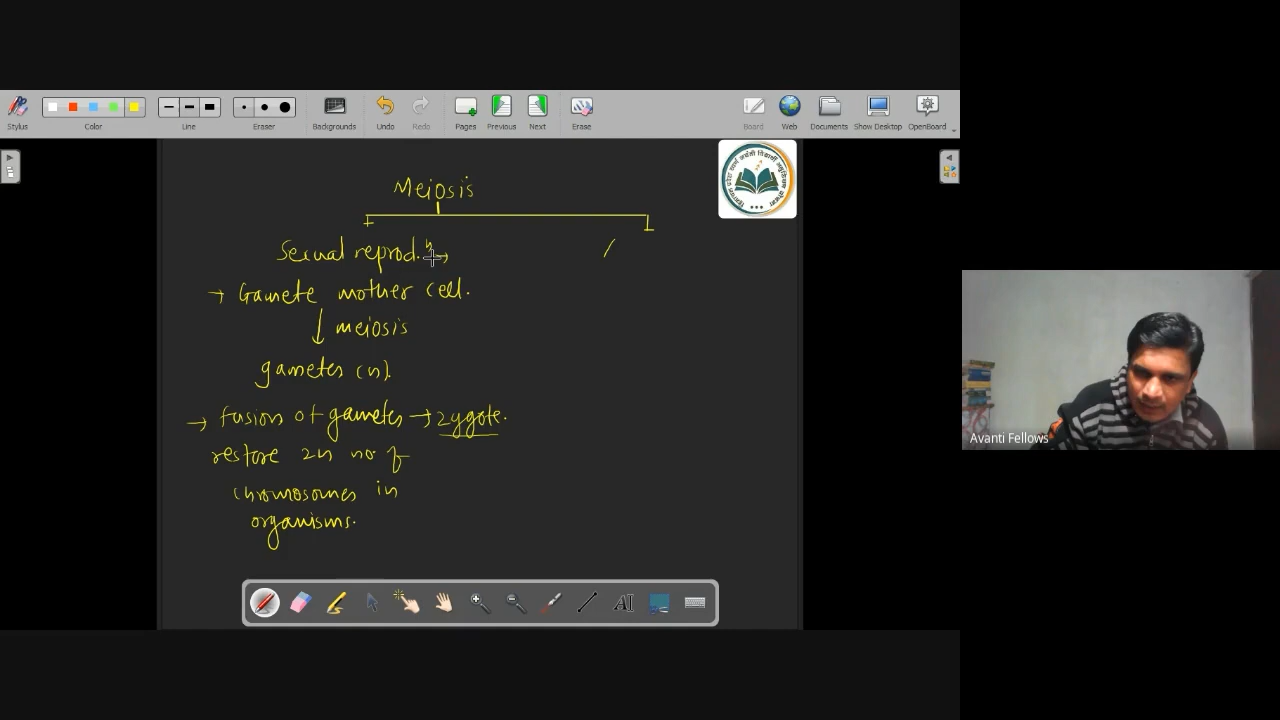 Stylus
Color
Line
Eraser
Backgrounds
Undo
Redo
Pages
Previous
Next
Erase
Board
Web
Documents
Show Desktop
OpenBoard
Meiosis
Sexual reprod.n →
→ Gamete mother cell.
↓ meiosis
gametes (n).
→ fusion of gametes → zygote.
restore 2n no of
chromosomes in
organisms.
AI
Avanti Fellows